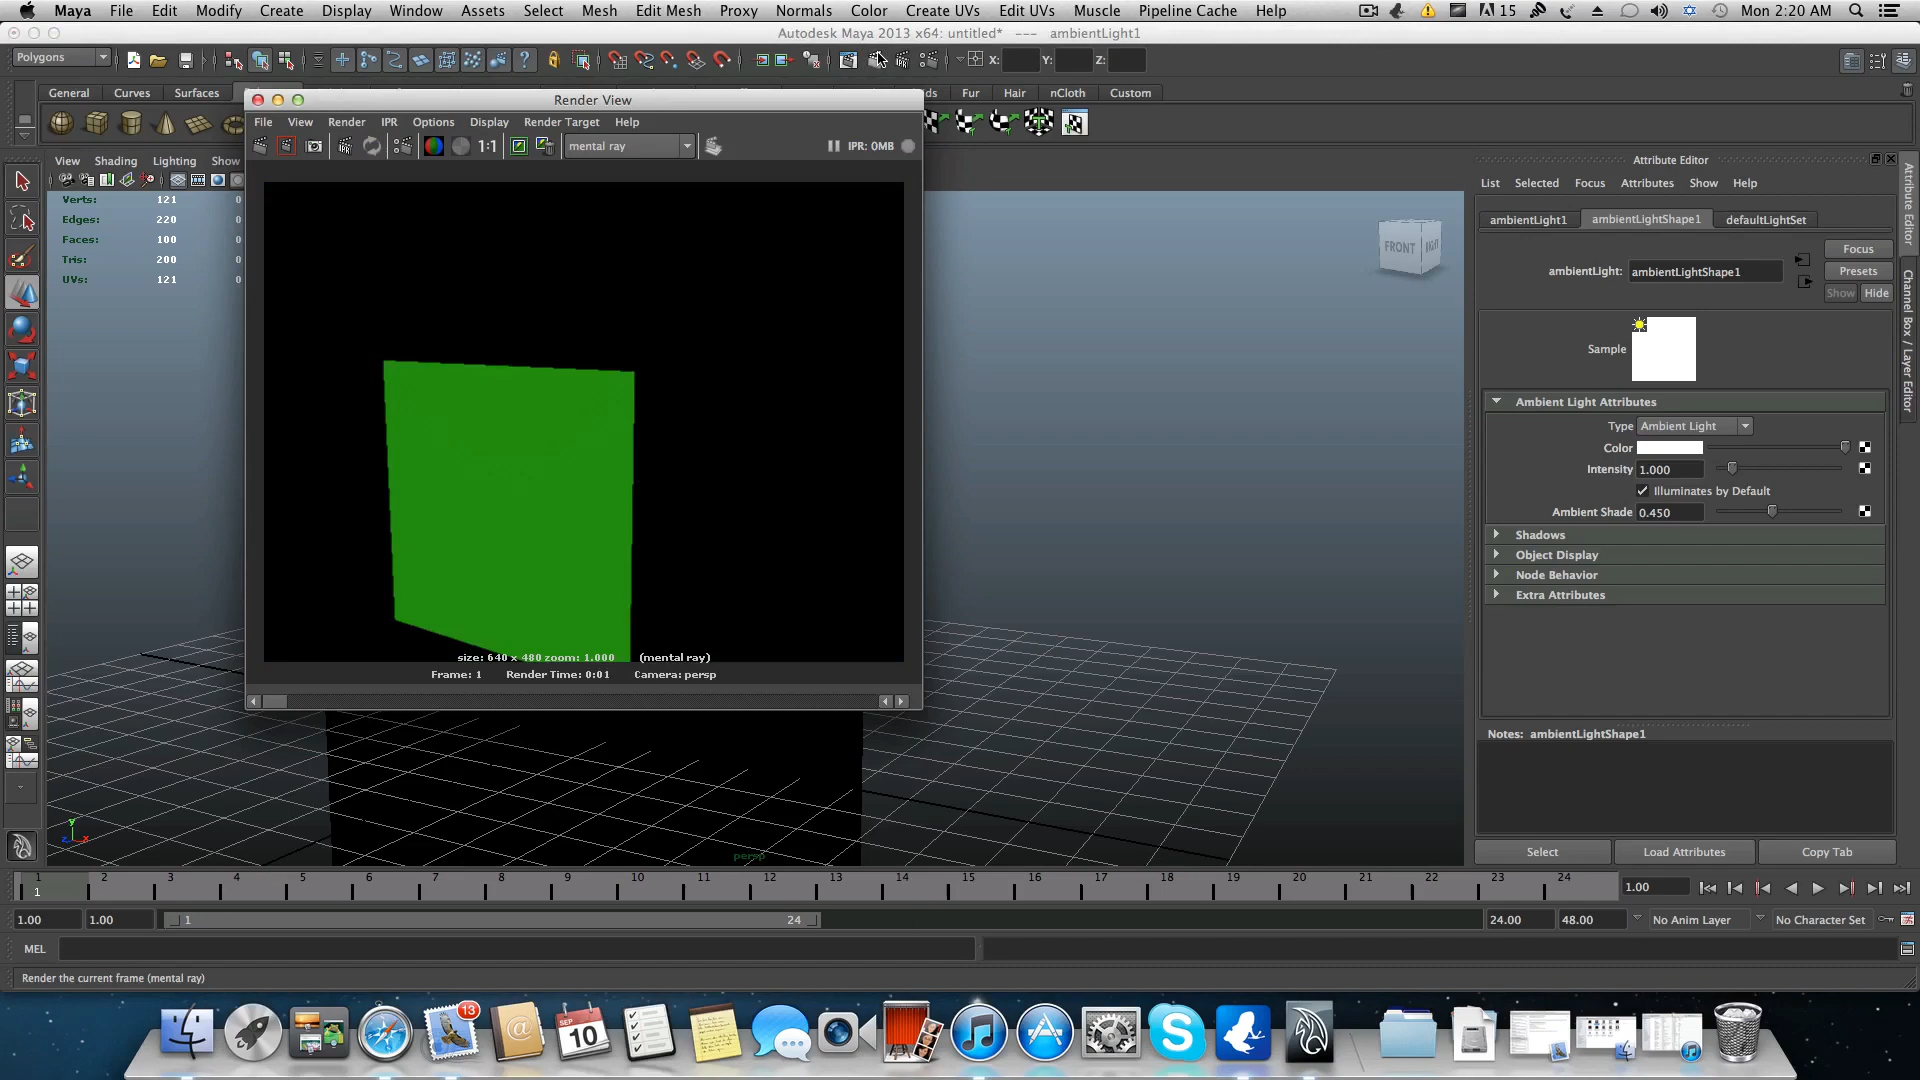 Maya File Edit Modify Create Display Window Assets Select Mesh Edit Mesh Proxy Normals Color Create UVs Edit UVs Muscle Pipeline Cache Help 15 Mon 2:20 AM
Autodesk Maya 2013 x64: untitled* --- ambientLight1
Polygons X: Y: Z:
General Curves Surfaces Fur Hair nCloth Custom
Render View
File View Render IPR Options Display Render Target Help
1:1 mental ray IPR: 0MB
View Shading Lighting Show
Verts: 121 0
Edges: 220 0
Faces: 100 0
Tris: 200 0
UVs: 121 0
size: 640 x 480 zoom: 1.000 (mental ray)
Frame: 1 Render Time: 0:01 Camera: persp
FRONT
persp
y
z x
Attribute Editor
List Selected Focus Attributes Show Help
ambientLight1 ambientLightShape1 defaultLightSet
Focus
ambientLight: ambientLightShape1
Presets
Show Hide
Sample
Ambient Light Attributes
Type Ambient Light
Color
Intensity 1.000
Illuminates by Default
Ambient Shade 0.450
Shadows
Object Display
Node Behavior
Extra Attributes
Notes: ambientLightShape1
Select Load Attributes Copy Tab
Attribute Editor
Channel Box / Layer Editor
1 2 3 4 5 6 7 8 9 10 11 12 13 14 15 16 17 18 19 20 21 22 23 24
1 1.00
1.00 1.00 1 24 24.00 48.00 No Anim Layer No Character Set
MEL
Render the current frame (mental ray)
13
SEP
10